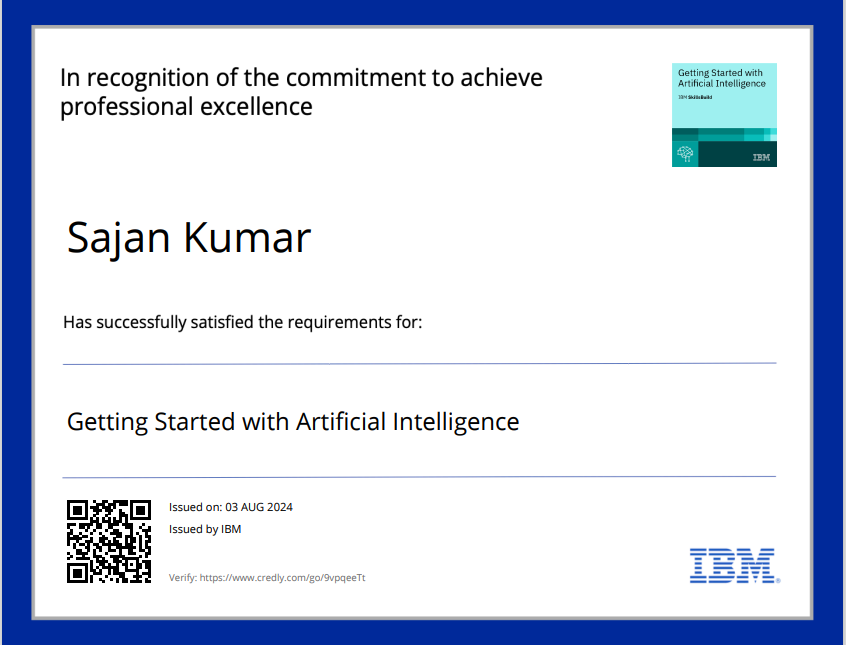 In recognition of the commitment to achieve
professional excellence
Getting Started with
Artificial Intelligence
IBM SkillsBuild
IBM
Sajan Kumar
Has successfully satisfied the requirements for:
Getting Started with Artificial Intelligence
Issued on: 03 AUG 2024
Issued by IBM
Verify: https://www.credly.com/go/9vpqeeTt
IBM®